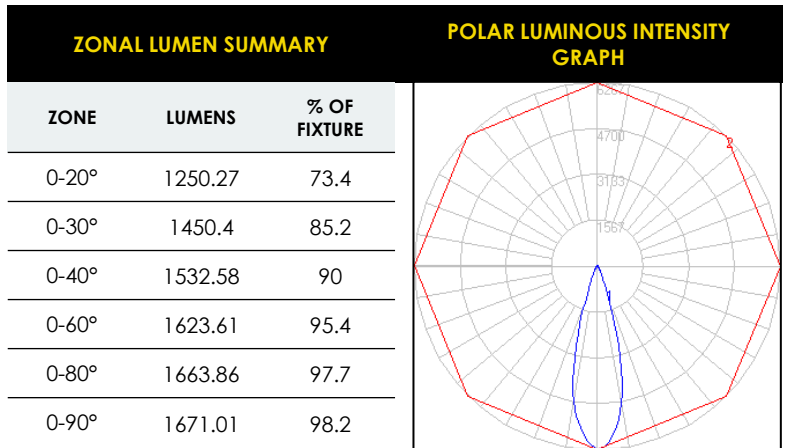 ZONAL LUMEN SUMMARY
POLAR LUMINOUS INTENSITY
GRAPH
ZONE LUMENS % OF
FIXTURE
0-20° 1250.27 73.4
0-30° 1450.4 85.2
0-40° 1532.58 90
0-60° 1623.61 95.4
0-80° 1663.86 97.7
0-90° 1671.01 98.2
4700
2
3133
1567
1